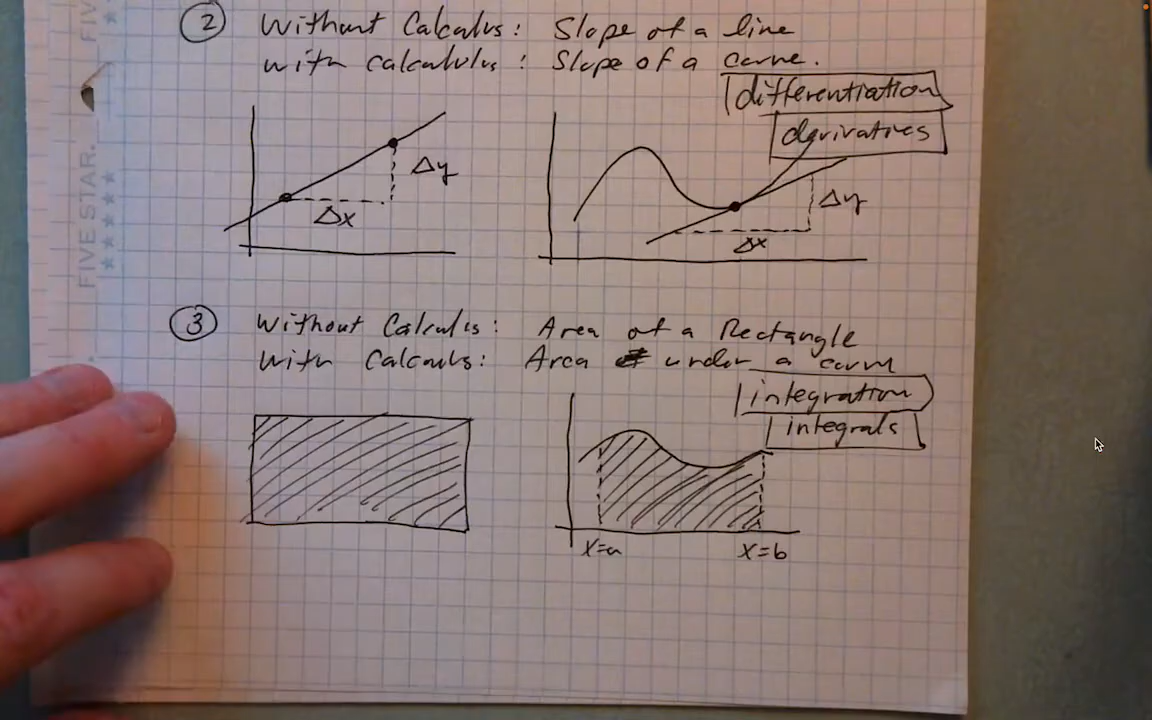 2 Without Calculus: Slope of a line
with calculus: Slope of a curve.
differentiation
derivatives
Δy
Δx
Δy
Δx
3 Without Calculus: Area of a Rectangle
With Calculus: Area under a curve
integration
integrals
x=a
x=b
FIVE STAR.
FIV